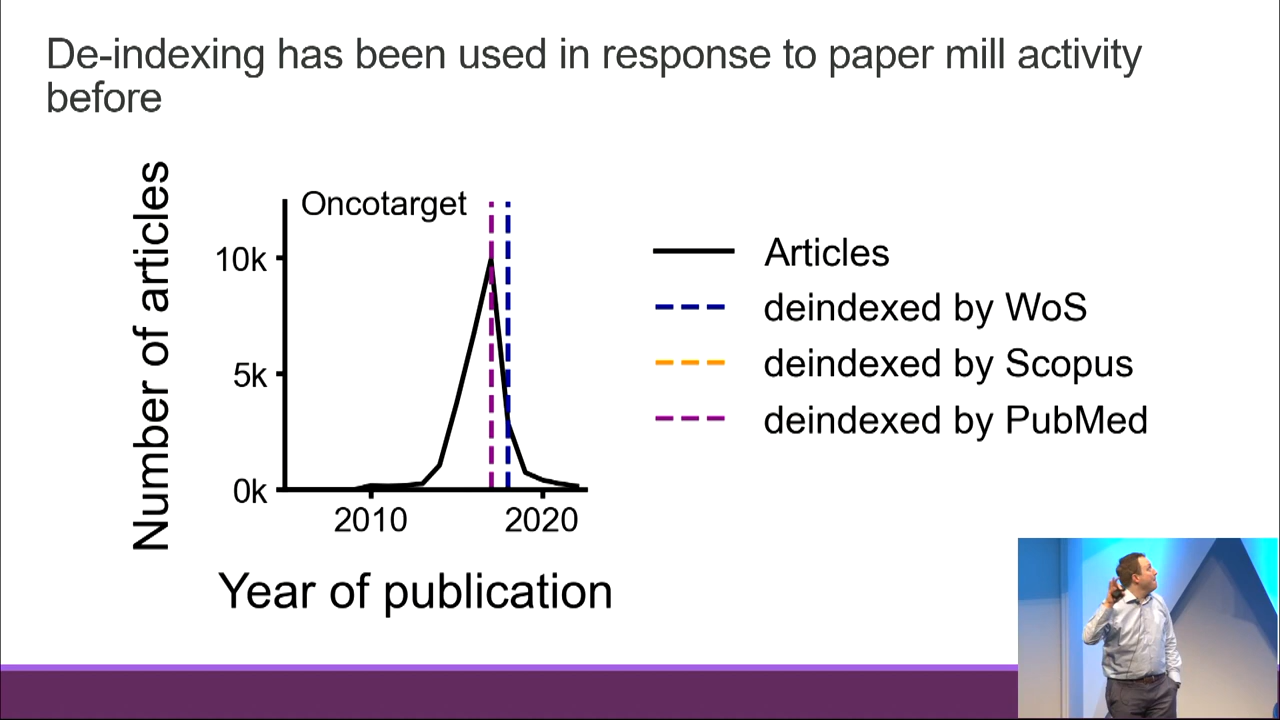 De-indexing has been used in response to paper mill activity
before
Number of articles
Oncotarget
10k
5k
0k
2010
2020
Year of publication
Articles
deindexed by WoS
deindexed by Scopus
deindexed by PubMed